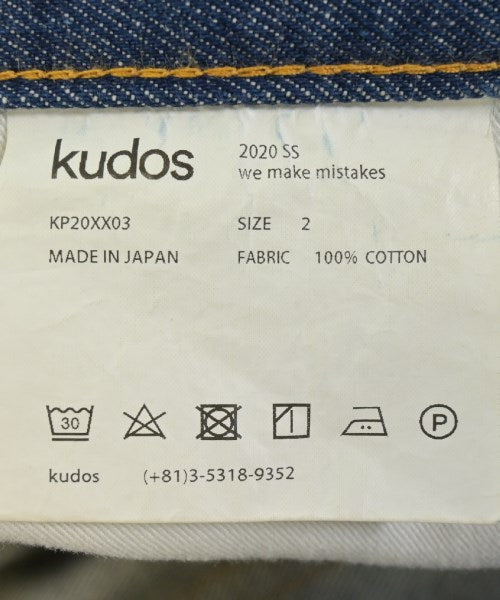 kudos
2020 SS
we make mistakes
KP20XX03 SIZE 2
MADE IN JAPAN FABRIC 100% COTTON
30 P
kudos (+81)3-5318-9352